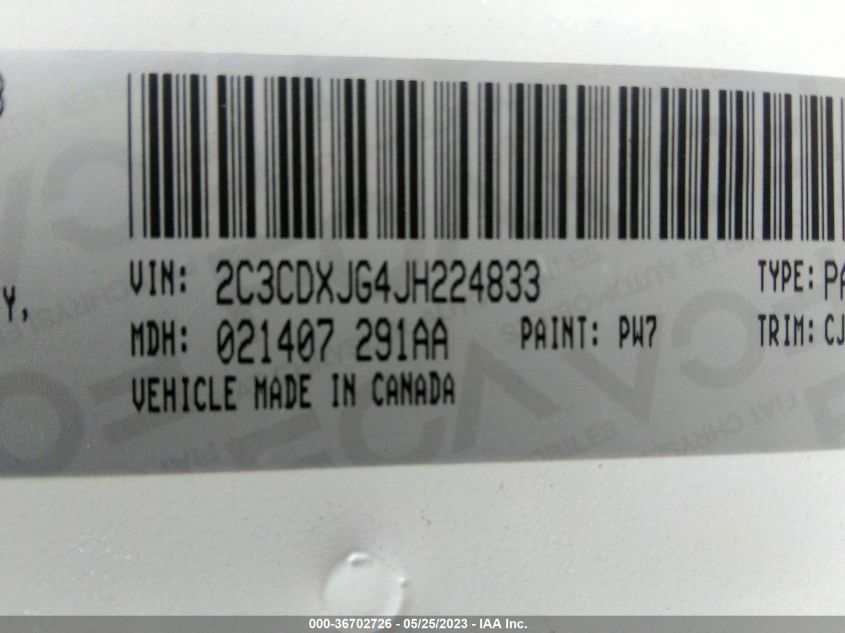 VIN: 2C3CDXJG4JH224833 TYPE: PA
Y,
MDH: 021407 291AA PAINT: PW7 TRIM: CJ
VEHICLE MADE IN CANADA
000-36702726 - 05/25/2023 - IAA Inc.